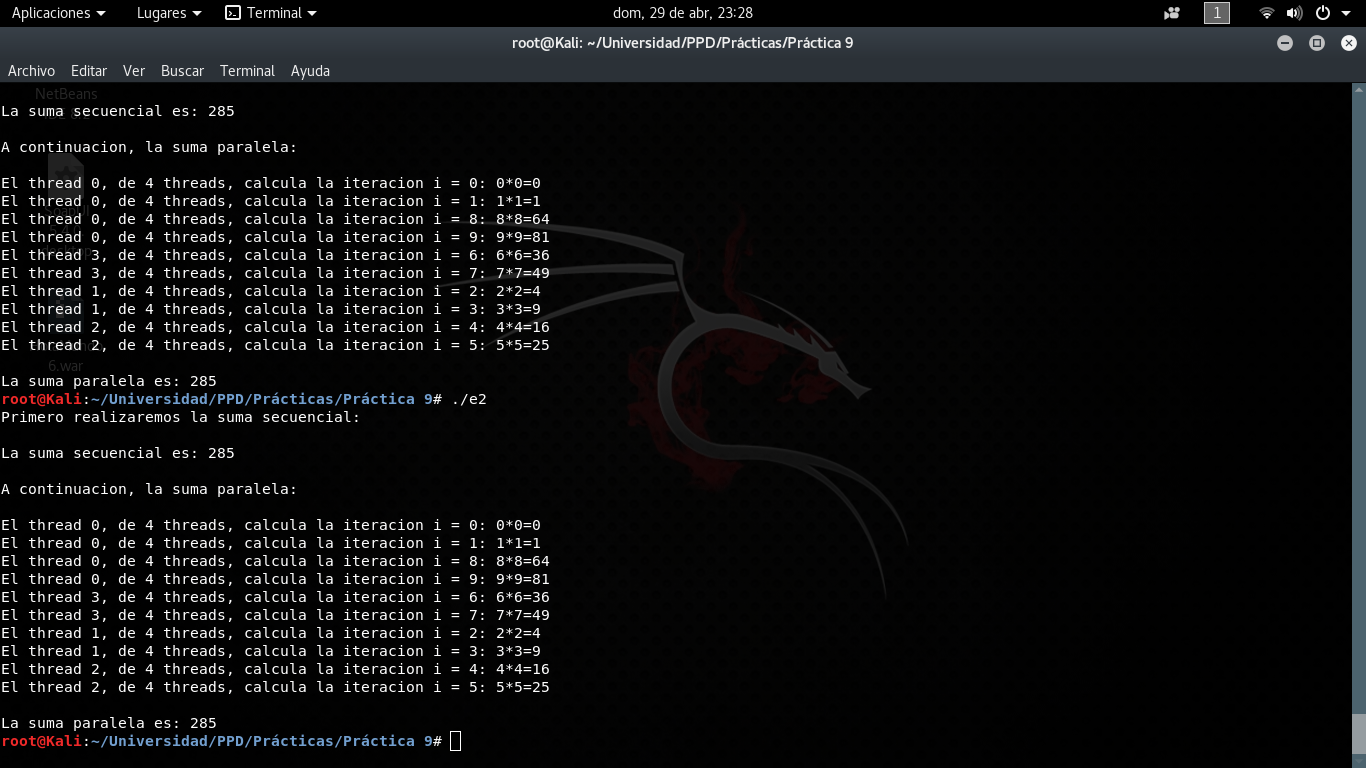 Aplicaciones Lugares Terminal dom, 29 de abr, 23:28 1
root@Kali: ~/Universidad/PPD/Prácticas/Práctica 9
Archivo Editar Ver Buscar Terminal Ayuda
NetBeans
La suma secuencial es: 285
A continuacion, la suma paralela:
El thread 0, de 4 threads, calcula la iteracion i = 0: 0*0=0
El thread 0, de 4 threads, calcula la iteracion i = 1: 1*1=1
El thread 0, de 4 threads, calcula la iteracion i = 8: 8*8=64
El thread 0, de 4 threads, calcula la iteracion i = 9: 9*9=81
El thread 3, de 4 threads, calcula la iteracion i = 6: 6*6=36
El thread 3, de 4 threads, calcula la iteracion i = 7: 7*7=49
El thread 1, de 4 threads, calcula la iteracion i = 2: 2*2=4
El thread 1, de 4 threads, calcula la iteracion i = 3: 3*3=9
El thread 2, de 4 threads, calcula la iteracion i = 4: 4*4=16
El thread 2, de 4 threads, calcula la iteracion i = 5: 5*5=25
6.war
La suma paralela es: 285
root@Kali:~/Universidad/PPD/Prácticas/Práctica 9# ./e2
Primero realizaremos la suma secuencial:
La suma secuencial es: 285
A continuacion, la suma paralela:
El thread 0, de 4 threads, calcula la iteracion i = 0: 0*0=0
El thread 0, de 4 threads, calcula la iteracion i = 1: 1*1=1
El thread 0, de 4 threads, calcula la iteracion i = 8: 8*8=64
El thread 0, de 4 threads, calcula la iteracion i = 9: 9*9=81
El thread 3, de 4 threads, calcula la iteracion i = 6: 6*6=36
El thread 3, de 4 threads, calcula la iteracion i = 7: 7*7=49
El thread 1, de 4 threads, calcula la iteracion i = 2: 2*2=4
El thread 1, de 4 threads, calcula la iteracion i = 3: 3*3=9
El thread 2, de 4 threads, calcula la iteracion i = 4: 4*4=16
El thread 2, de 4 threads, calcula la iteracion i = 5: 5*5=25
La suma paralela es: 285
root@Kali:~/Universidad/PPD/Prácticas/Práctica 9#